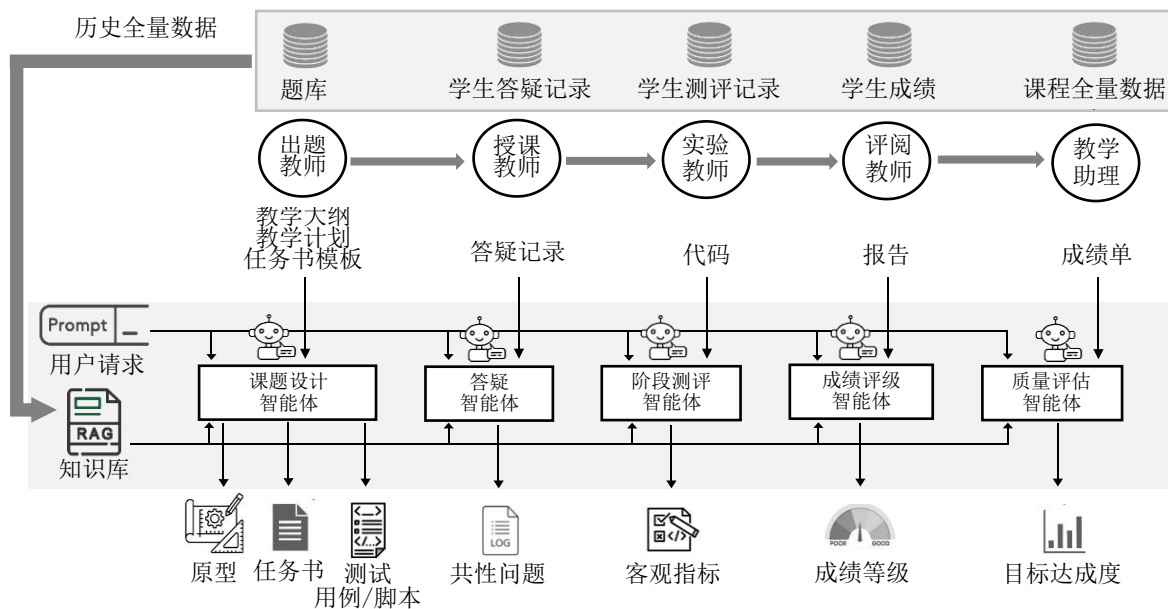 历史全量数据
题库
学生答疑记录
学生测评记录
学生成绩
课程全量数据
出题
教师
授课
教师
实验
教师
评阅
教师
教学
助理
教学大纲
教学计划
任务书模板
答疑记录
代码
报告
成绩单
Prompt
用户请求
课题设计
智能体
答疑
智能体
阶段测评
智能体
成绩评级
智能体
质量评估
智能体
RAG
知识库
LOG
POOR
GOOD
原型
任务书
测试
用例/脚本
共性问题
客观指标
成绩等级
目标达成度